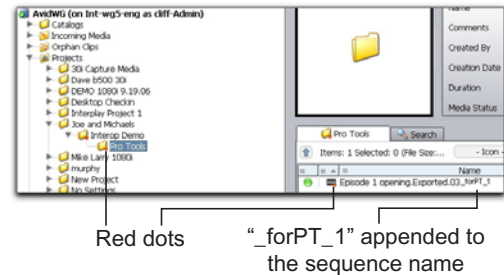 AvidWG (on Int-wg5-eng as cliff-Admin)
Catalogs
Incoming Media
Orphan Clips
Projects
30i Capture Media
Dave b500 30i
DEMO 1080i 9.19.06
Desktop Checkin
Interplay Project 1
Joe and Michaels
Interop Demo
Pro Tools
Mike Larry 1080i
murphy
New Project
No Settings
Name
Comments
Created By
Creation Date
Duration
Media Status
Pro Tools
Search
Items: 1 Selected: 0 (File Size:...
- Icon -
Name
Episode 1 opening.Exported.03_forPT_1
Red dots
“_forPT_1” appended to
the sequence name